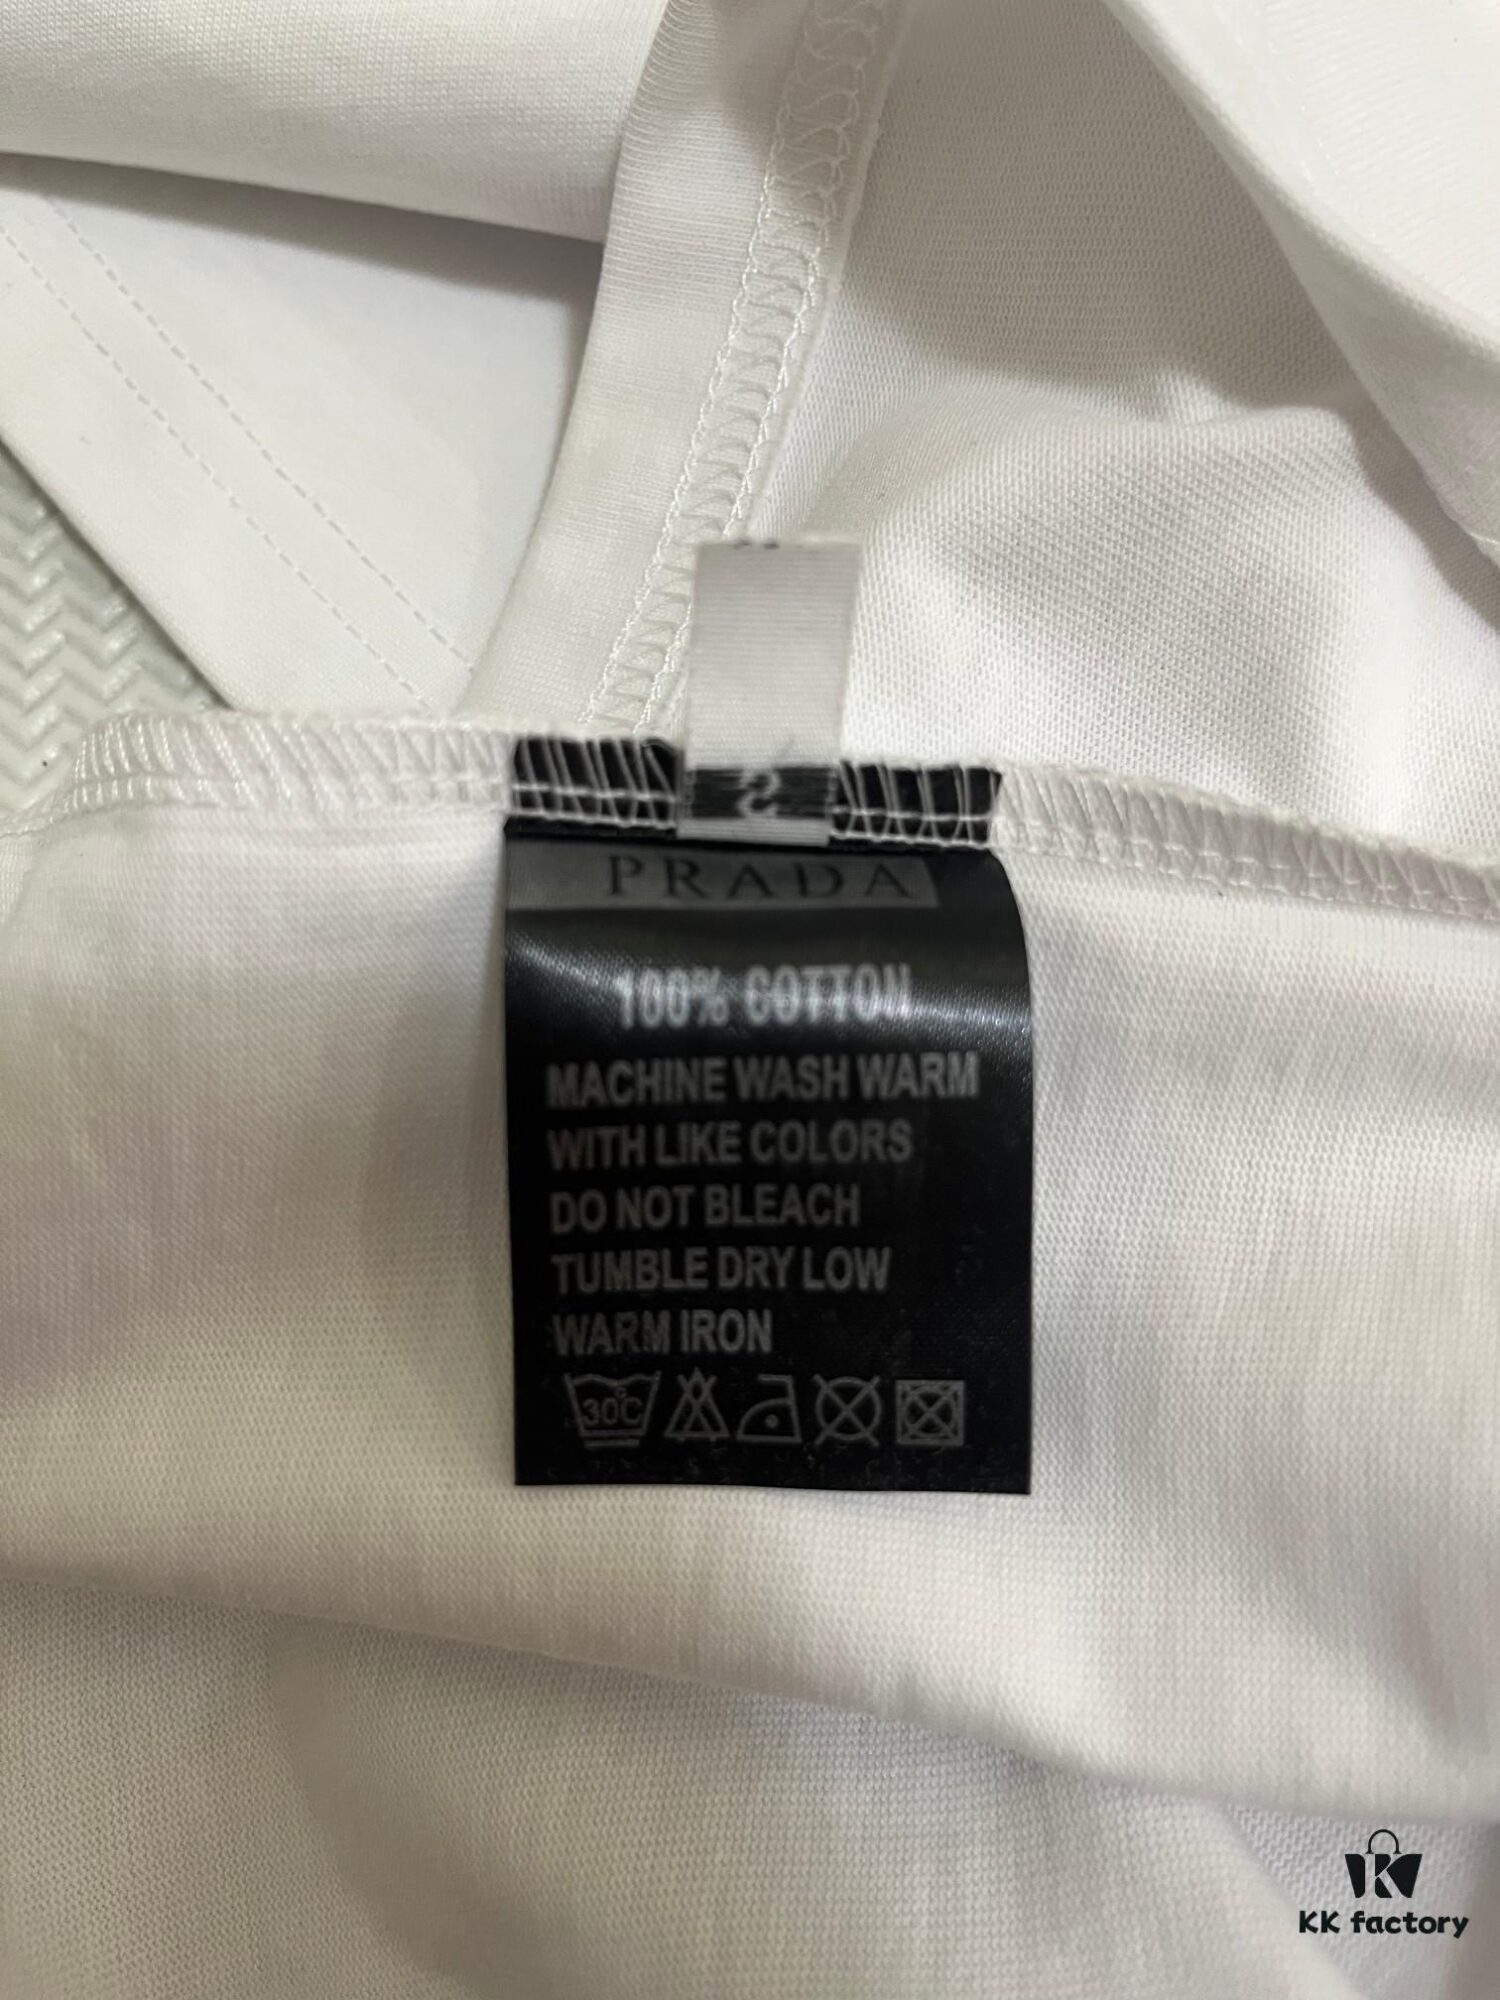 S
PRADA
100% COTTON
MACHINE WASH WARM
WITH LIKE COLORS
DO NOT BLEACH
TUMBLE DRY LOW
WARM IRON
30°C
K
KK factory